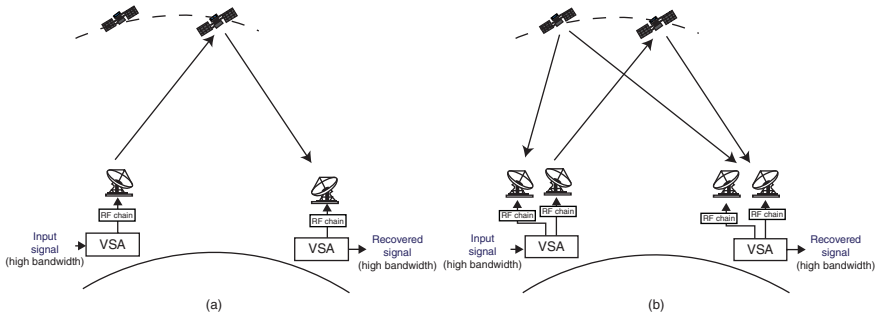 RF chain
RF chain
Input
signal
(high bandwidth)
VSA
VSA
Recovered
signal
(high bandwidth)
(a)
RF chain
RF chain
RF chain
RF chain
Input
signal
(high bandwidth)
VSA
VSA
Recovered
signal
(high bandwidth)
(b)